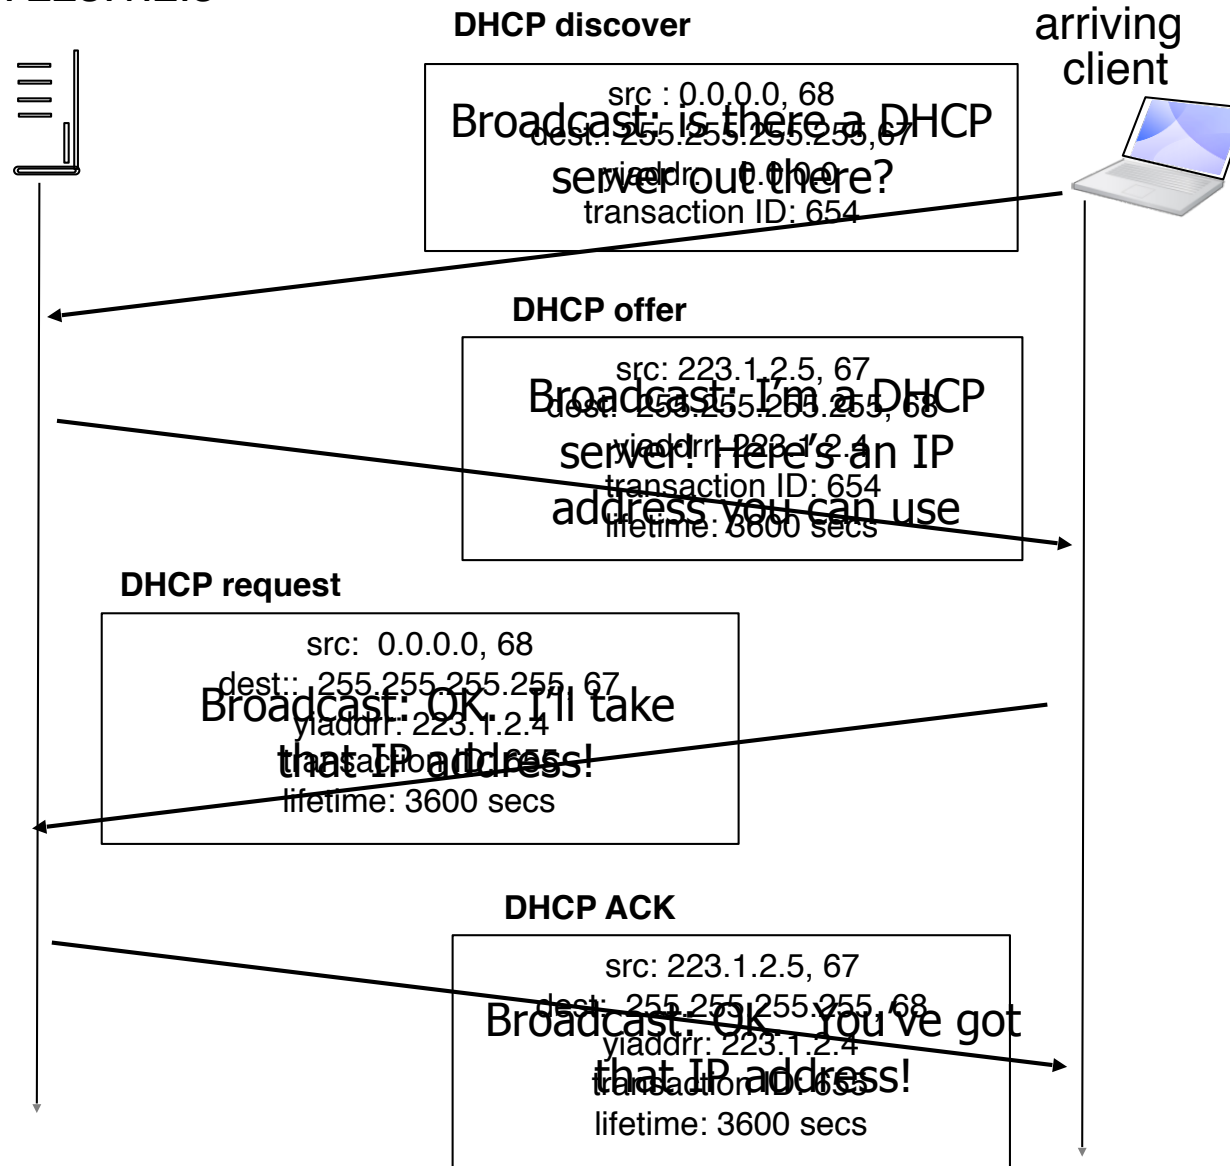 DHCP discover
arriving
client
src : 0.0.0.0, 68
dest.: 255.255.255.255,67
yiaddr: 0.0.0.0
transaction ID: 654
Broadcast: is there a DHCP
server out there?
DHCP offer
src: 223.1.2.5, 67
dest: 255.255.255.255, 68
yiaddrr: 223.1.2.4
transaction ID: 654
lifetime: 3600 secs
Broadcast: I’m a DHCP
server! Here’s an IP
address you can use
DHCP request
src: 0.0.0.0, 68
dest:: 255.255.255.255, 67
yiaddrr: 223.1.2.4
transaction ID: 655
lifetime: 3600 secs
Broadcast: OK. I’ll take
that IP address!
DHCP ACK
src: 223.1.2.5, 67
dest: 255.255.255.255, 68
yiaddrr: 223.1.2.4
transaction ID: 655
lifetime: 3600 secs
Broadcast: OK. You’ve got
that IP address!